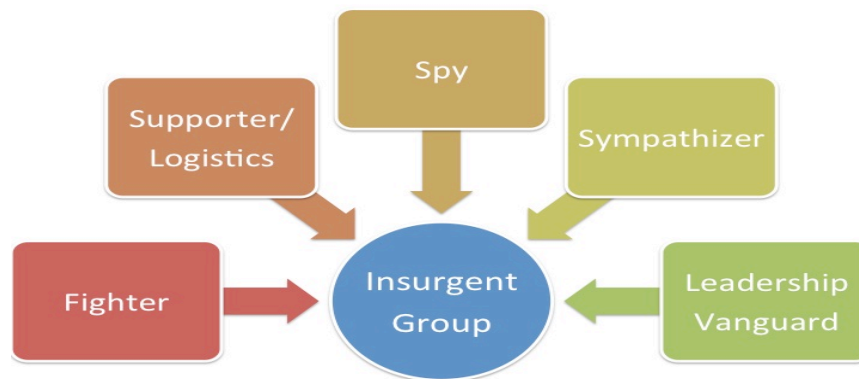 Spy
Supporter/
Logistics
Sympathizer
Fighter
Insurgent
Group
Leadership
Vanguard